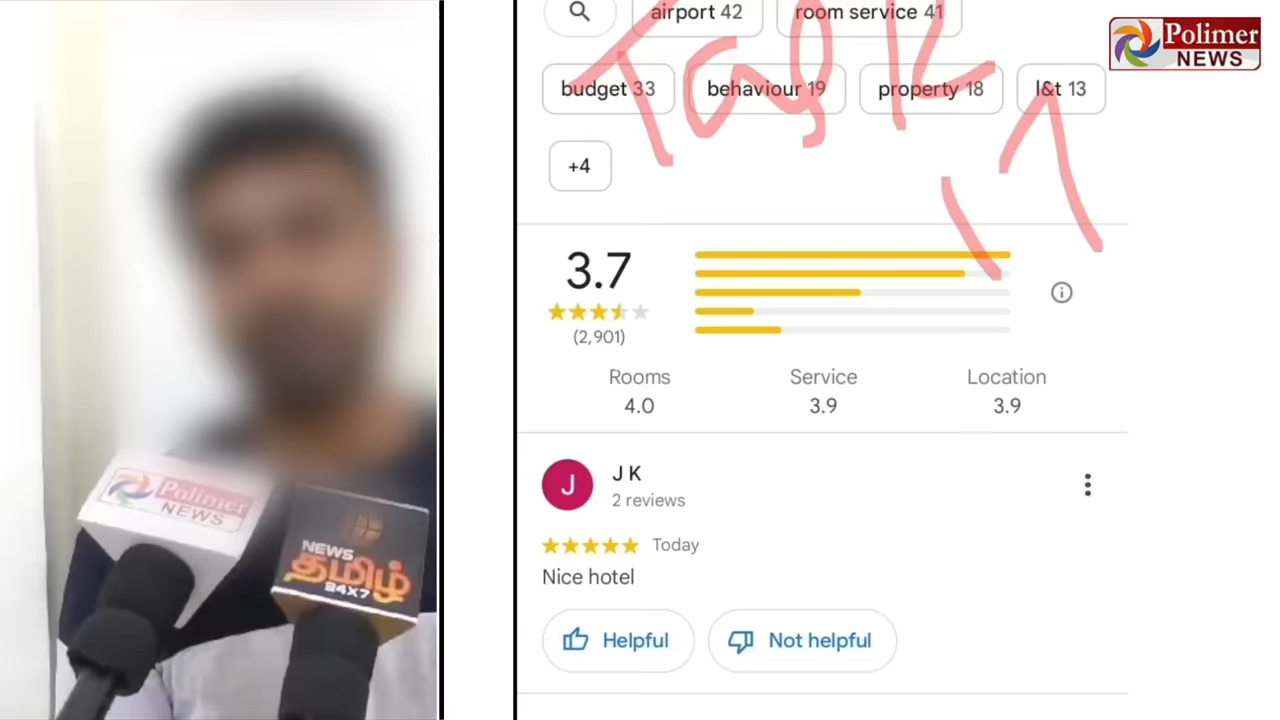 Polimer
NEWS
airport 42
room service 41
budget 33
behaviour 19
property 18
l&t 13
+4
Task
17
3.7
(2,901)
Rooms
4.0
Service
3.9
Location
3.9
J
J K
2 reviews
Today
Nice hotel
Helpful
Not helpful
Polimer
NEWS
NEWS
தமிழ்
24X7